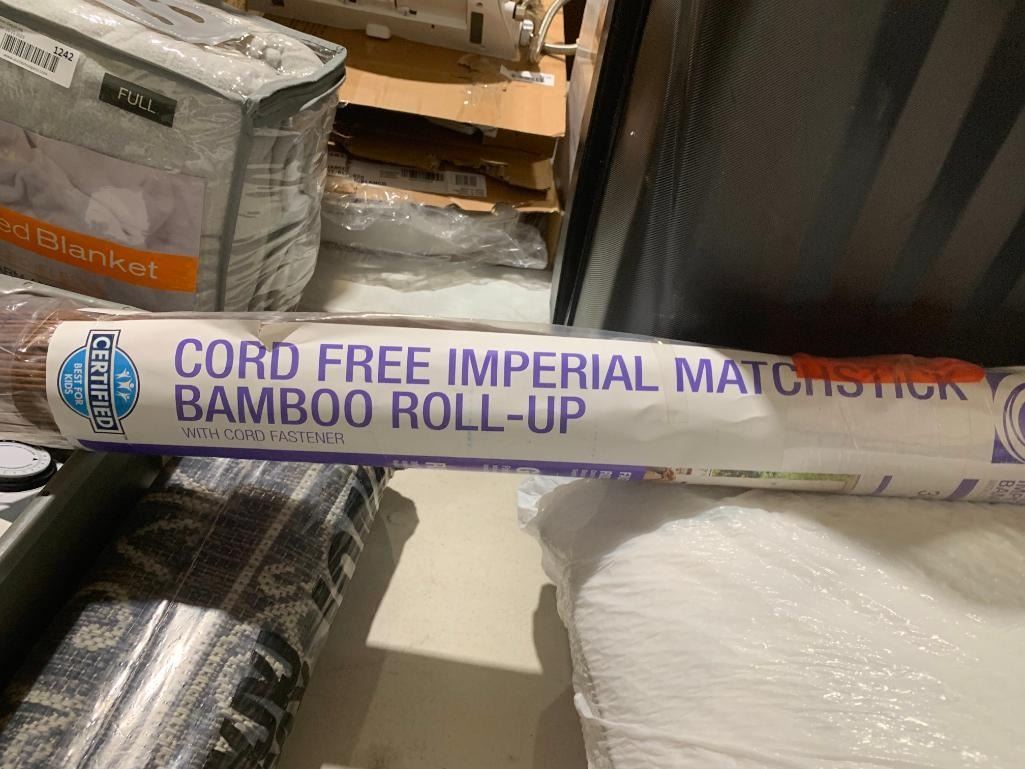 1242
FULL
ed Blanket
CORD FREE IMPERIAL MATCHSTICK
BAMBOO ROLL-UP
WITH CORD FASTENER
CERTIFIED
BEST FOR
KIDS